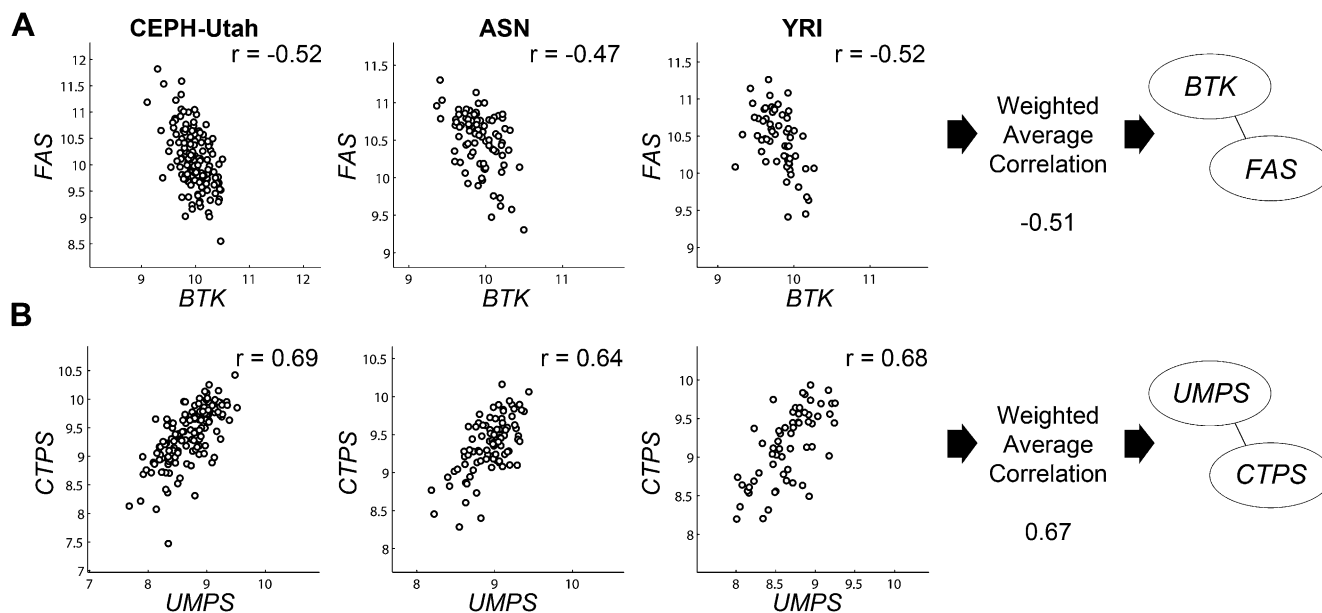 A
CEPH-Utah
ASN
YRI
r = -0.52
r = -0.47
r = -0.52
12
11.5
11
10.5
10
9.5
9
8.5
FAS
9
10
11
12
BTK
11.5
11
10.5
10
9.5
9
FAS
9
10
11
BTK
11.5
11
10.5
10
9.5
9
FAS
9
10
11
BTK
Weighted
Average
Correlation
-0.51
BTK
FAS
B
r = 0.69
r = 0.64
r = 0.68
10.5
10
9.5
9
8.5
8
7.5
7
CTPS
7
8
9
10
UMPS
10.5
10
9.5
9
8.5
8
CTPS
8
9
10
UMPS
10
9.5
9
8.5
8
CTPS
8
8.5
9
9.5
10
UMPS
Weighted
Average
Correlation
0.67
UMPS
CTPS